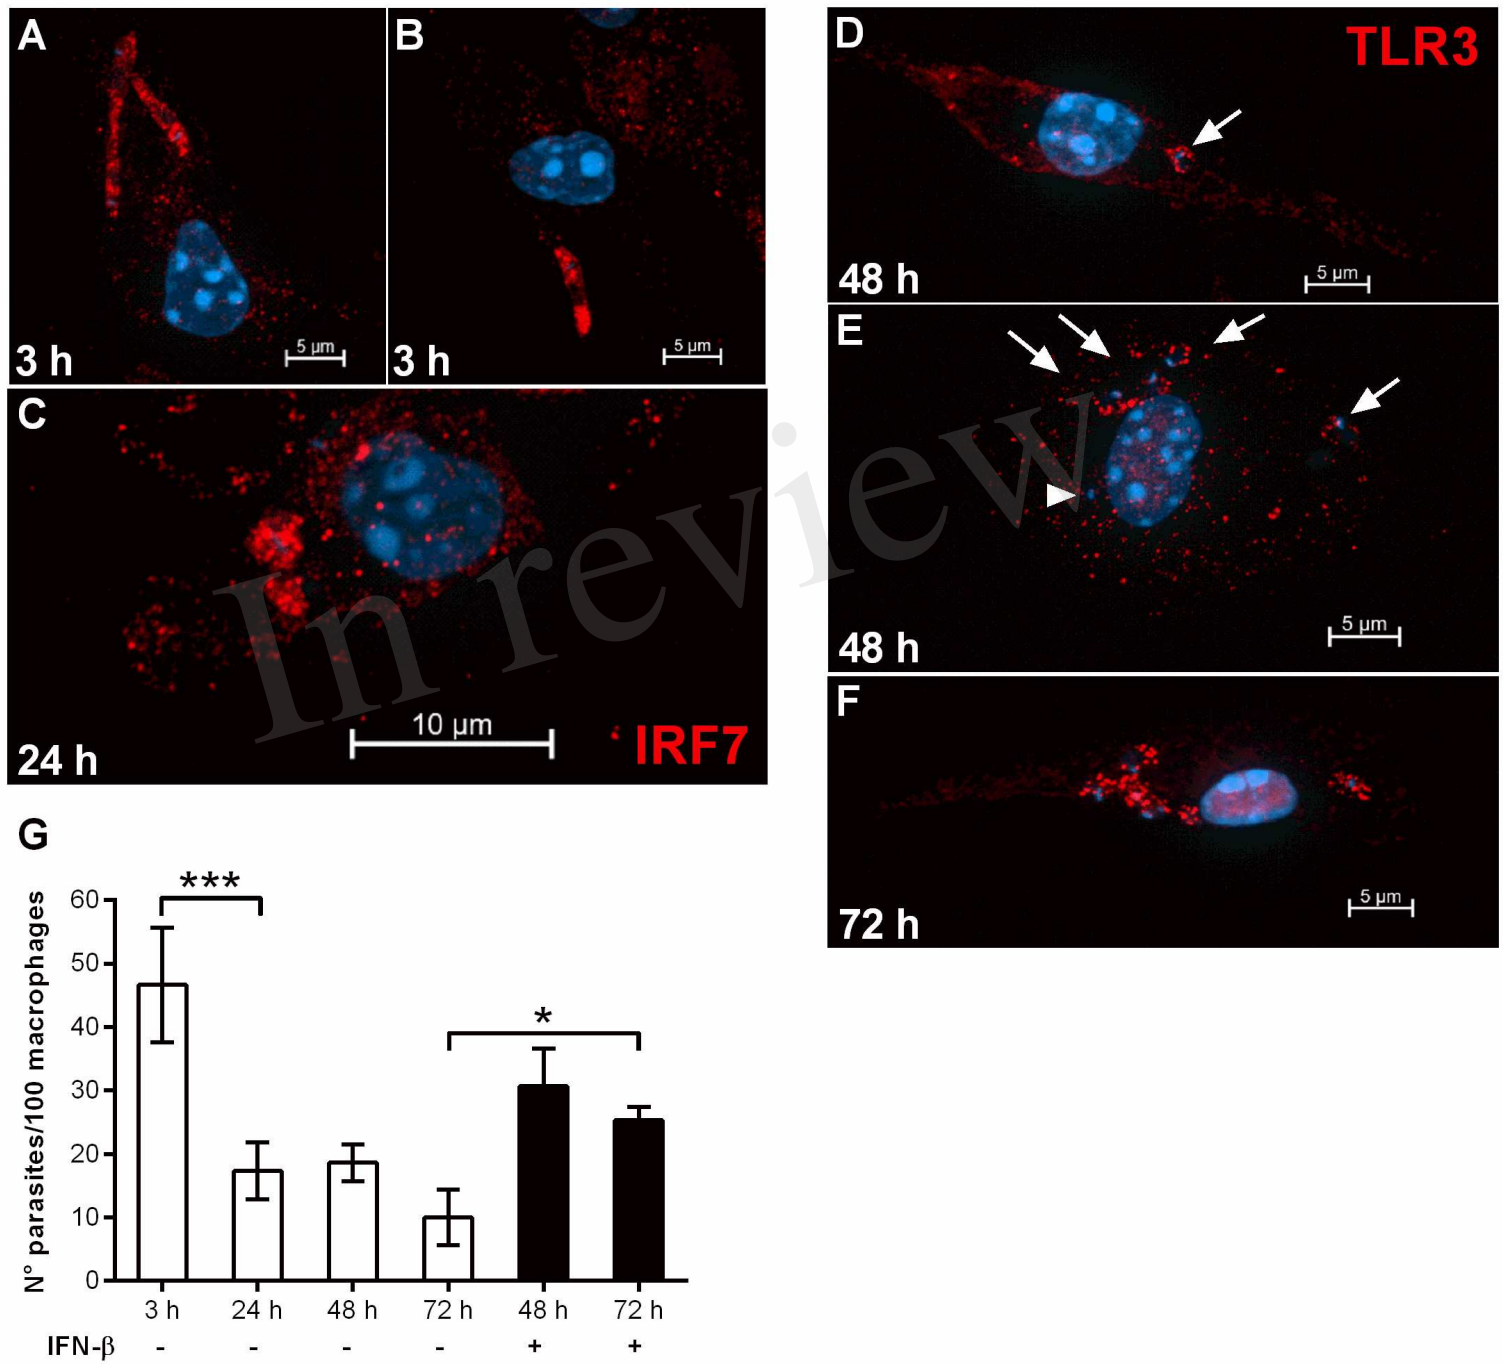 A
B
3 h
5 µm
3 h
5 µm
C
10 µm
24 h
IRF7
D
TLR3
48 h
5 µm
E
48 h
5 µm
F
72 h
5 µm
In review
G
N° parasites/100 macrophages
60
50
40
30
20
10
0
***
*
3 h 24 h 48 h 72 h 48 h 72 h
IFN-β - - - - + +